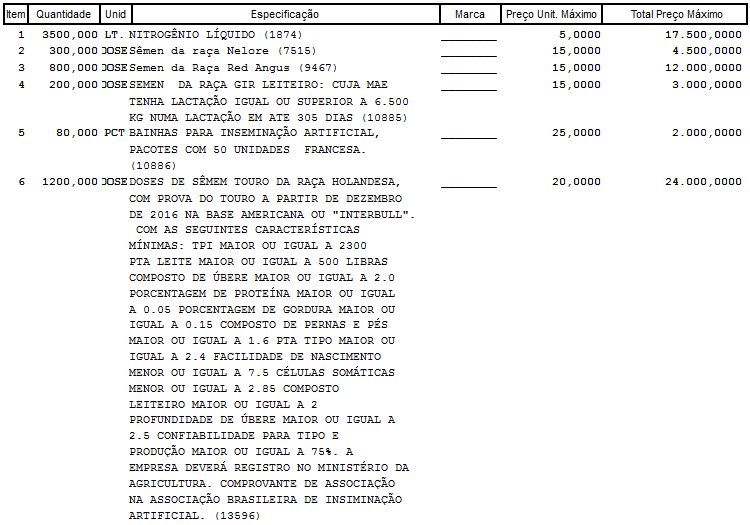 Item Quantidade Unid Especificação Marca Preço Unit. Máximo Total Preço Máximo
1 3500,000 LT. NITROGÊNIO LÍQUIDO (1874) ________ 5,0000 17.500,0000
2 300,000 DOSE Sêmen da raça Nelore (7515) ________ 15,0000 4.500,0000
3 800,000 DOSE Semen da Raça Red Angus (9467) ________ 15,0000 12.000,0000
4 200,000 DOSE SEMEN DA RAÇA GIR LEITEIRO: CUJA MAE ________ 15,0000 3.000,0000
TENHA LACTAÇÃO IGUAL OU SUPERIOR A 6.500
KG NUMA LACTAÇÃO EM ATE 305 DIAS (10885)
5 80,000 PCT BAINHAS PARA INSEMINAÇÃO ARTIFICIAL, ________ 25,0000 2.000,0000
PACOTES COM 50 UNIDADES FRANCESA.
(10886)
6 1200,000 DOSE DOSES DE SÊMEM TOURO DA RAÇA HOLANDESA, ________ 20,0000 24.000,0000
COM PROVA DO TOURO A PARTIR DE DEZEMBRO
DE 2016 NA BASE AMERICANA OU "INTERBULL".
COM AS SEGUINTES CARACTERÍSTICAS
MÍNIMAS: TPI MAIOR OU IGUAL A 2300
PTA LEITE MAIOR OU IGUAL A 500 LIBRAS
COMPOSTO DE ÚBERE MAIOR OU IGUAL A 2.0
PORCENTAGEM DE PROTEÍNA MAIOR OU IGUAL
A 0.05 PORCENTAGEM DE GORDURA MAIOR OU
IGUAL A 0.15 COMPOSTO DE PERNAS E PÉS
MAIOR OU IGUAL A 1.6 PTA TIPO MAIOR OU
IGUAL A 2.4 FACILIDADE DE NASCIMENTO
MENOR OU IGUAL A 7.5 CÉLULAS SOMÁTICAS
MENOR OU IGUAL A 2.85 COMPOSTO
LEITEIRO MAIOR OU IGUAL A 2
PROFUNDIDADE DE ÚBERE MAIOR OU IGUAL A
2.5 CONFIABILIDADE PARA TIPO E
PRODUÇÃO MAIOR OU IGUAL A 75%. A
EMPRESA DEVERÁ REGISTRO NO MINISTÉRIO DA
AGRICULTURA. COMPROVANTE DE ASSOCIAÇÃO
NA ASSOCIAÇÃO BRASILEIRA DE INSIMINAÇÃO
ARTIFICIAL. (13596)